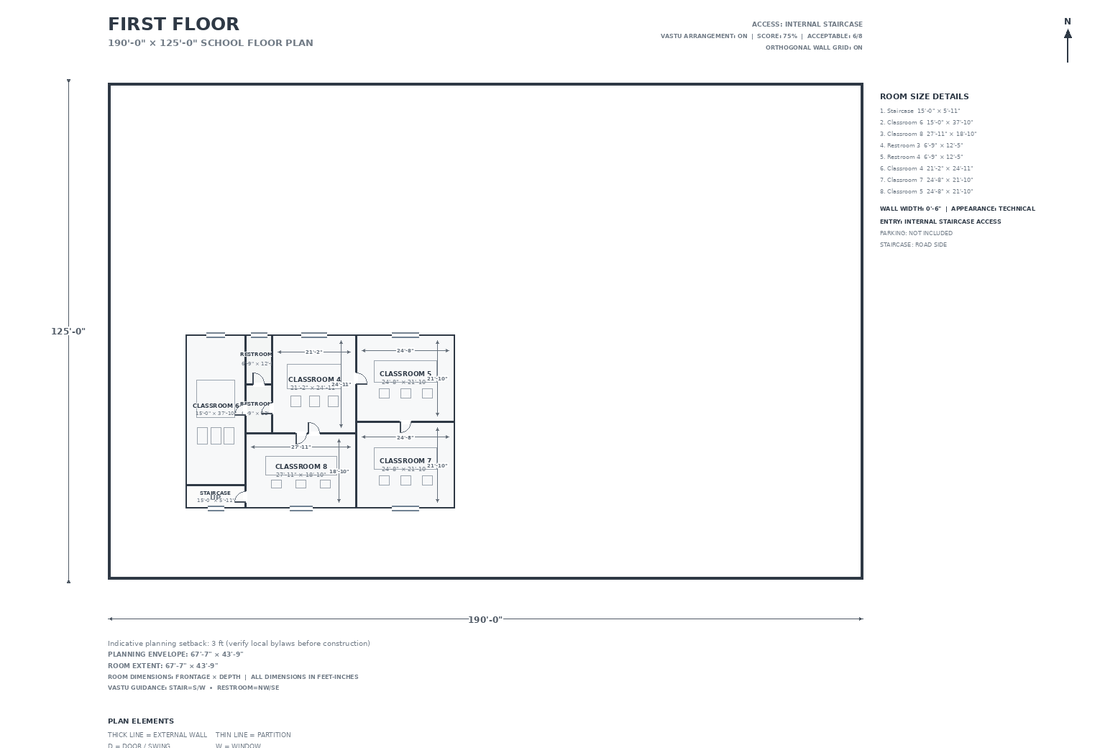 FIRST FLOOR
190'-0" × 125'-0" SCHOOL FLOOR PLAN
ACCESS: INTERNAL STAIRCASE
VASTU ARRANGEMENT: ON | SCORE: 75% | ACCEPTABLE: 6/8
ORTHOGONAL WALL GRID: ON
N
ROOM SIZE DETAILS
1. Staircase 15'-0" × 5'-11"
2. Classroom 6 15'-0" × 37'-10"
3. Classroom 8 27'-11" × 18'-10"
4. Restroom 3 6'-9" × 12'-5"
5. Restroom 4 6'-9" × 12'-5"
6. Classroom 4 21'-2" × 24'-11"
7. Classroom 7 24'-8" × 21'-10"
8. Classroom 5 24'-8" × 21'-10"
WALL WIDTH: 0'-6" | APPEARANCE: TECHNICAL
ENTRY: INTERNAL STAIRCASE ACCESS
PARKING: NOT INCLUDED
STAIRCASE: ROAD SIDE
125'-0"
RESTROOM
21'-2"
CLASSROOM 4
21'-2" × 24'-11"
24'-11"
24'-8"
CLASSROOM 5
24'-8" × 21'-10"
21'-10"
CLASSROOM 6
15'-0" × 37'-10"
RESTROOM
27'-11"
CLASSROOM 8
27'-11" × 18'-10"
18'-10"
24'-8"
CLASSROOM 7
24'-8" × 21'-10"
21'-10"
STAIRCASE
15'-0" × 5'-11"
UP
190'-0"
Indicative planning setback: 3 ft (verify local bylaws before construction)
PLANNING ENVELOPE: 67'-7" × 43'-9"
ROOM EXTENT: 67'-7" × 43'-9"
ROOM DIMENSIONS: FRONTAGE × DEPTH | ALL DIMENSIONS IN FEET-INCHES
VASTU GUIDANCE: STAIR=S/W • RESTROOM=NW/SE
PLAN ELEMENTS
THICK LINE = EXTERNAL WALL THIN LINE = PARTITION
D = DOOR / SWING W = WINDOW